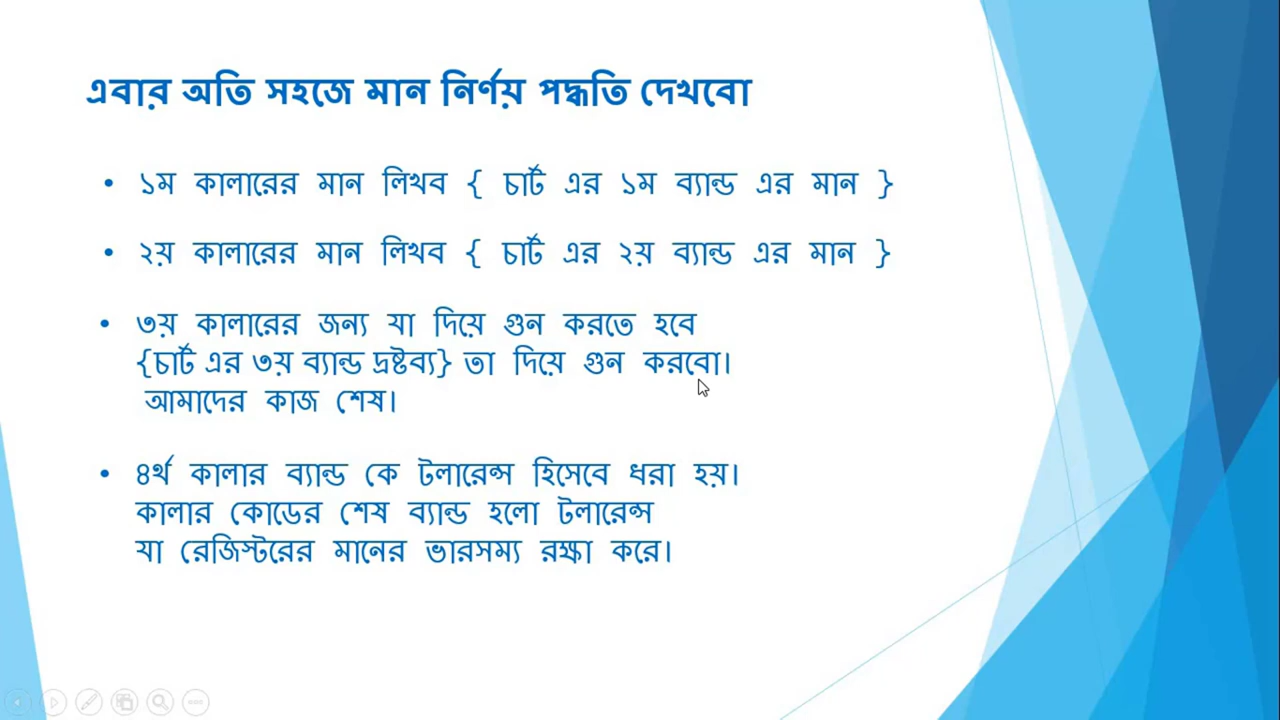 এবার অতি সহজে মান নির্ণয় পদ্ধতি দেখবো
• ১ম কালারের মান লিখব { চার্ট এর ১ম ব্যান্ড এর মান }
• ২য় কালারের মান লিখব { চার্ট এর ২য় ব্যান্ড এর মান }
• ৩য় কালারের জন্য যা দিয়ে গুন করতে হবে
{চার্ট এর ৩য় ব্যান্ড দ্রষ্টব্য} তা দিয়ে গুন করবো।
আমাদের কাজ শেষ।
• ৪র্থ কালার ব্যান্ড কে টলারেন্স হিসেবে ধরা হয়।
কালার কোডের শেষ ব্যান্ড হলো টলারেন্স
যা রেজিস্টরের মানের ভারসম্য রক্ষা করে।